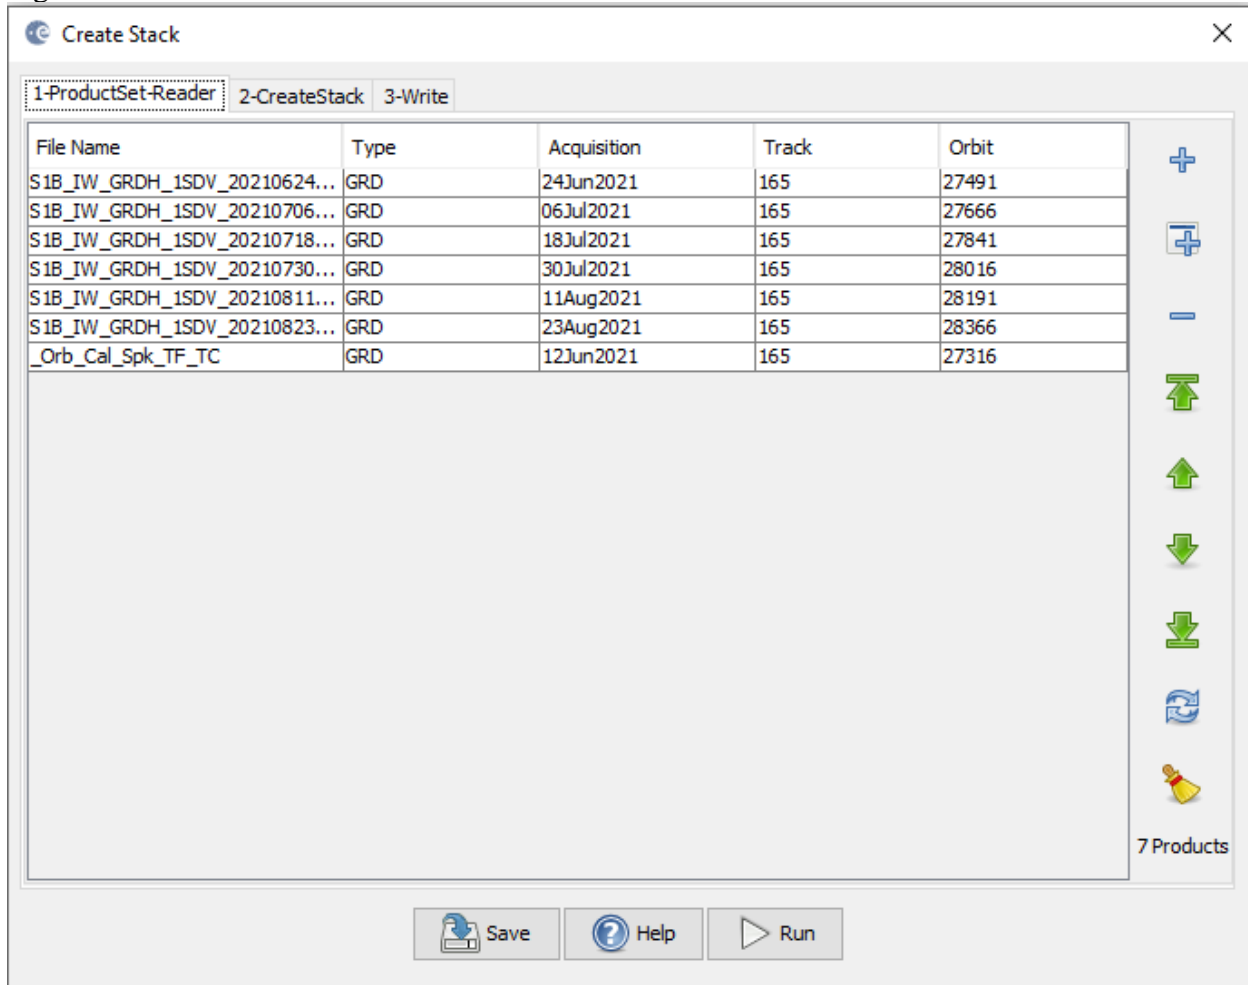 Create Stack
1-ProductSet-Reader 2-CreateStack 3-Write
File Name Type Acquisition Track Orbit
S1B_IW_GRDH_1SDV_20210624... GRD 24Jun2021 165 27491
S1B_IW_GRDH_1SDV_20210706... GRD 06Jul2021 165 27666
S1B_IW_GRDH_1SDV_20210718... GRD 18Jul2021 165 27841
S1B_IW_GRDH_1SDV_20210730... GRD 30Jul2021 165 28016
S1B_IW_GRDH_1SDV_20210811... GRD 11Aug2021 165 28191
S1B_IW_GRDH_1SDV_20210823... GRD 23Aug2021 165 28366
_Orb_Cal_Spk_TF_TC GRD 12Jun2021 165 27316
7 Products
Save Help Run